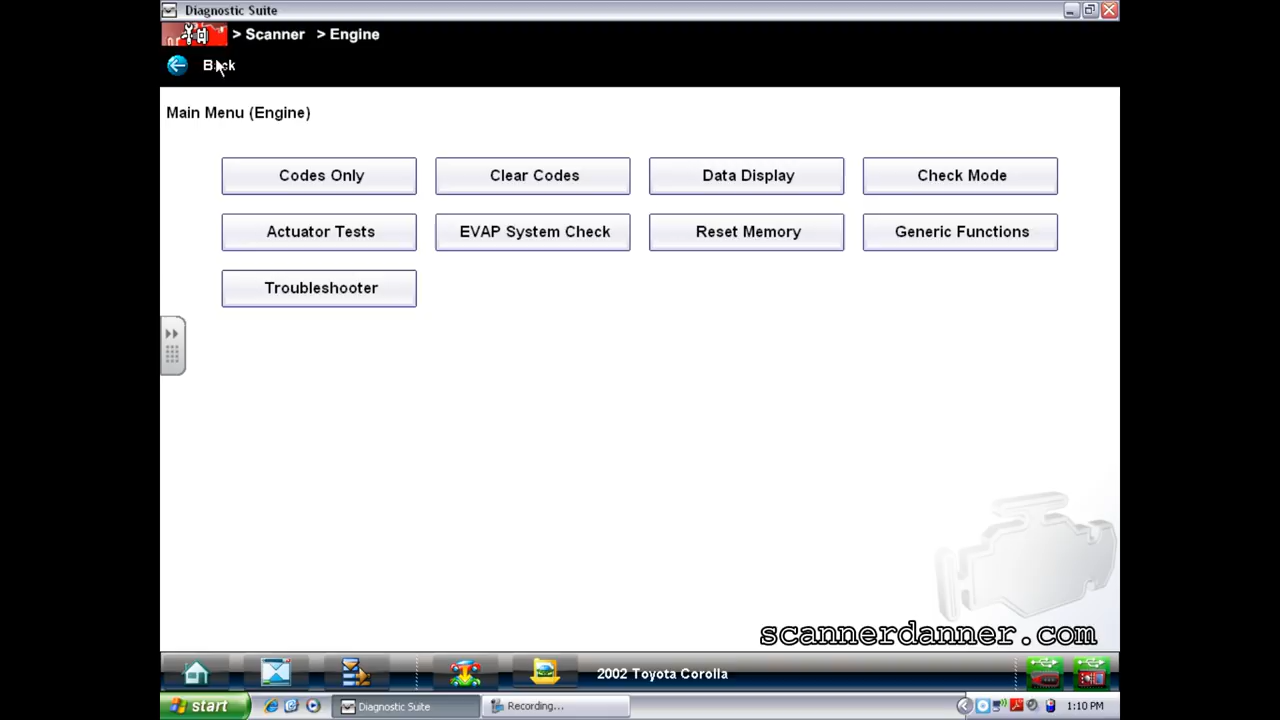 Diagnostic Suite
> Scanner > Engine
Back
Main Menu (Engine)
Codes Only Clear Codes Data Display Check Mode
Actuator Tests EVAP System Check Reset Memory Generic Functions
Troubleshooter
scannerdanner.com
2002 Toyota Corolla
start Diagnostic Suite Recording... 1:10 PM